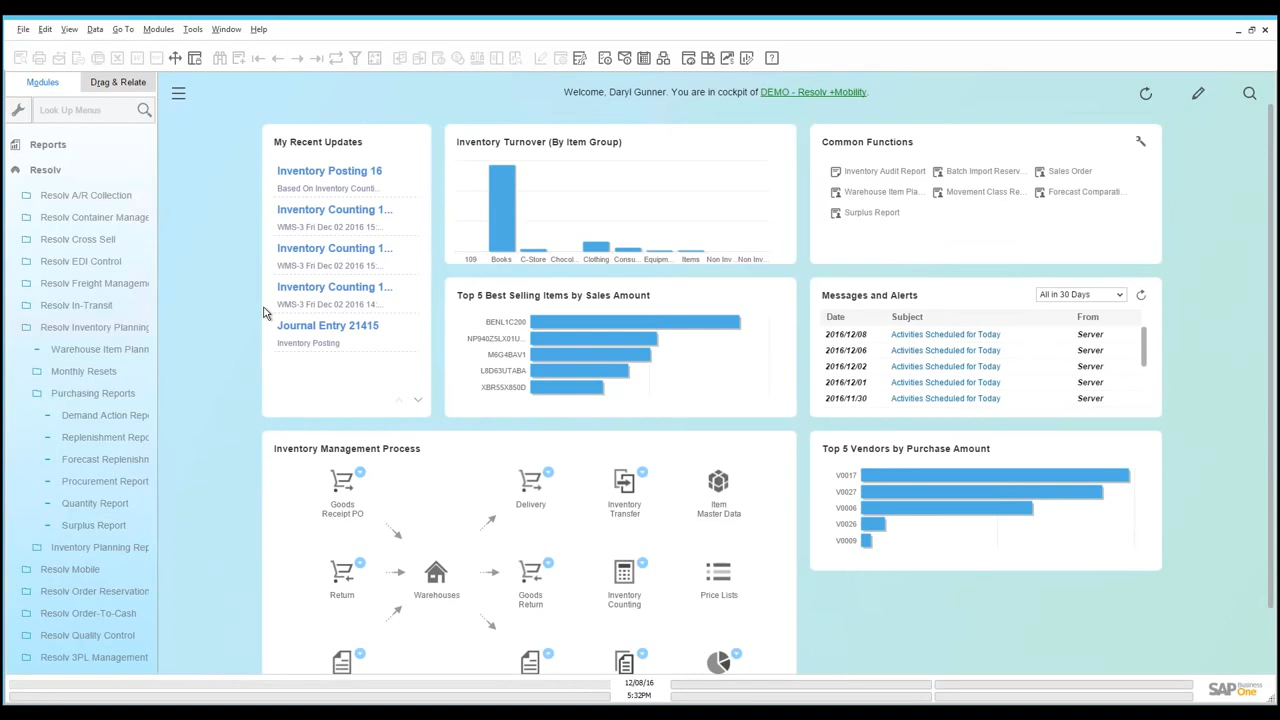 File Edit View Data Go To Modules Tools Window Help
Modules Drag & Relate
Look Up Menus
Reports
Resolv
Resolv A/R Collection
Resolv Container Manage
Resolv Cross Sell
Resolv EDI Control
Resolv Freight Managem
Resolv In-Transit
Resolv Inventory Planning
Warehouse Item Plann
Monthly Resets
Purchasing Reports
Demand Action Rep
Replenishment Rep
Forecast Replenishn
Procurement Report
Quantity Report
Surplus Report
Inventory Planning Rep
Resolv Mobile
Resolv Order Reservation
Resolv Order-To-Cash
Resolv Quality Control
Resolv 3PL Management
Welcome, Daryl Gunner. You are in cockpit of DEMO - Resolv +Mobility.
My Recent Updates
Inventory Posting 16
Based On Inventory Counti...
Inventory Counting 1...
WMS-3 Fri Dec 02 2016 15:...
Inventory Counting 1...
WMS-3 Fri Dec 02 2016 15:...
Inventory Counting 1...
WMS-3 Fri Dec 02 2016 14:...
Journal Entry 21415
Inventory Posting
Inventory Turnover (By Item Group)
109 Books C-Store Chocol... Clothing Consu... Equipm... Items Non Inv... Non Inv...
Common Functions
Inventory Audit Report Batch Import Reserv... Sales Order
Warehouse Item Pla... Movement Class Re... Forecast Comparati...
Surplus Report
Top 5 Best Selling Items by Sales Amount
BENL1C200
NP940Z5LX01U...
M6G4BAV1
L8D63UTABA
XBR55X850D
Messages and Alerts All in 30 Days
Date Subject From
2016/12/08 Activities Scheduled for Today Server
2016/12/06 Activities Scheduled for Today Server
2016/12/02 Activities Scheduled for Today Server
2016/12/01 Activities Scheduled for Today Server
2016/11/30 Activities Scheduled for Today Server
Inventory Management Process
Goods Receipt PO
Delivery
Inventory Transfer
Item Master Data
Return
Warehouses
Goods Return
Inventory Counting
Price Lists
Top 5 Vendors by Purchase Amount
V0017
V0027
V0006
V0026
V0009
12/08/16
5:32PM
SAP Business One